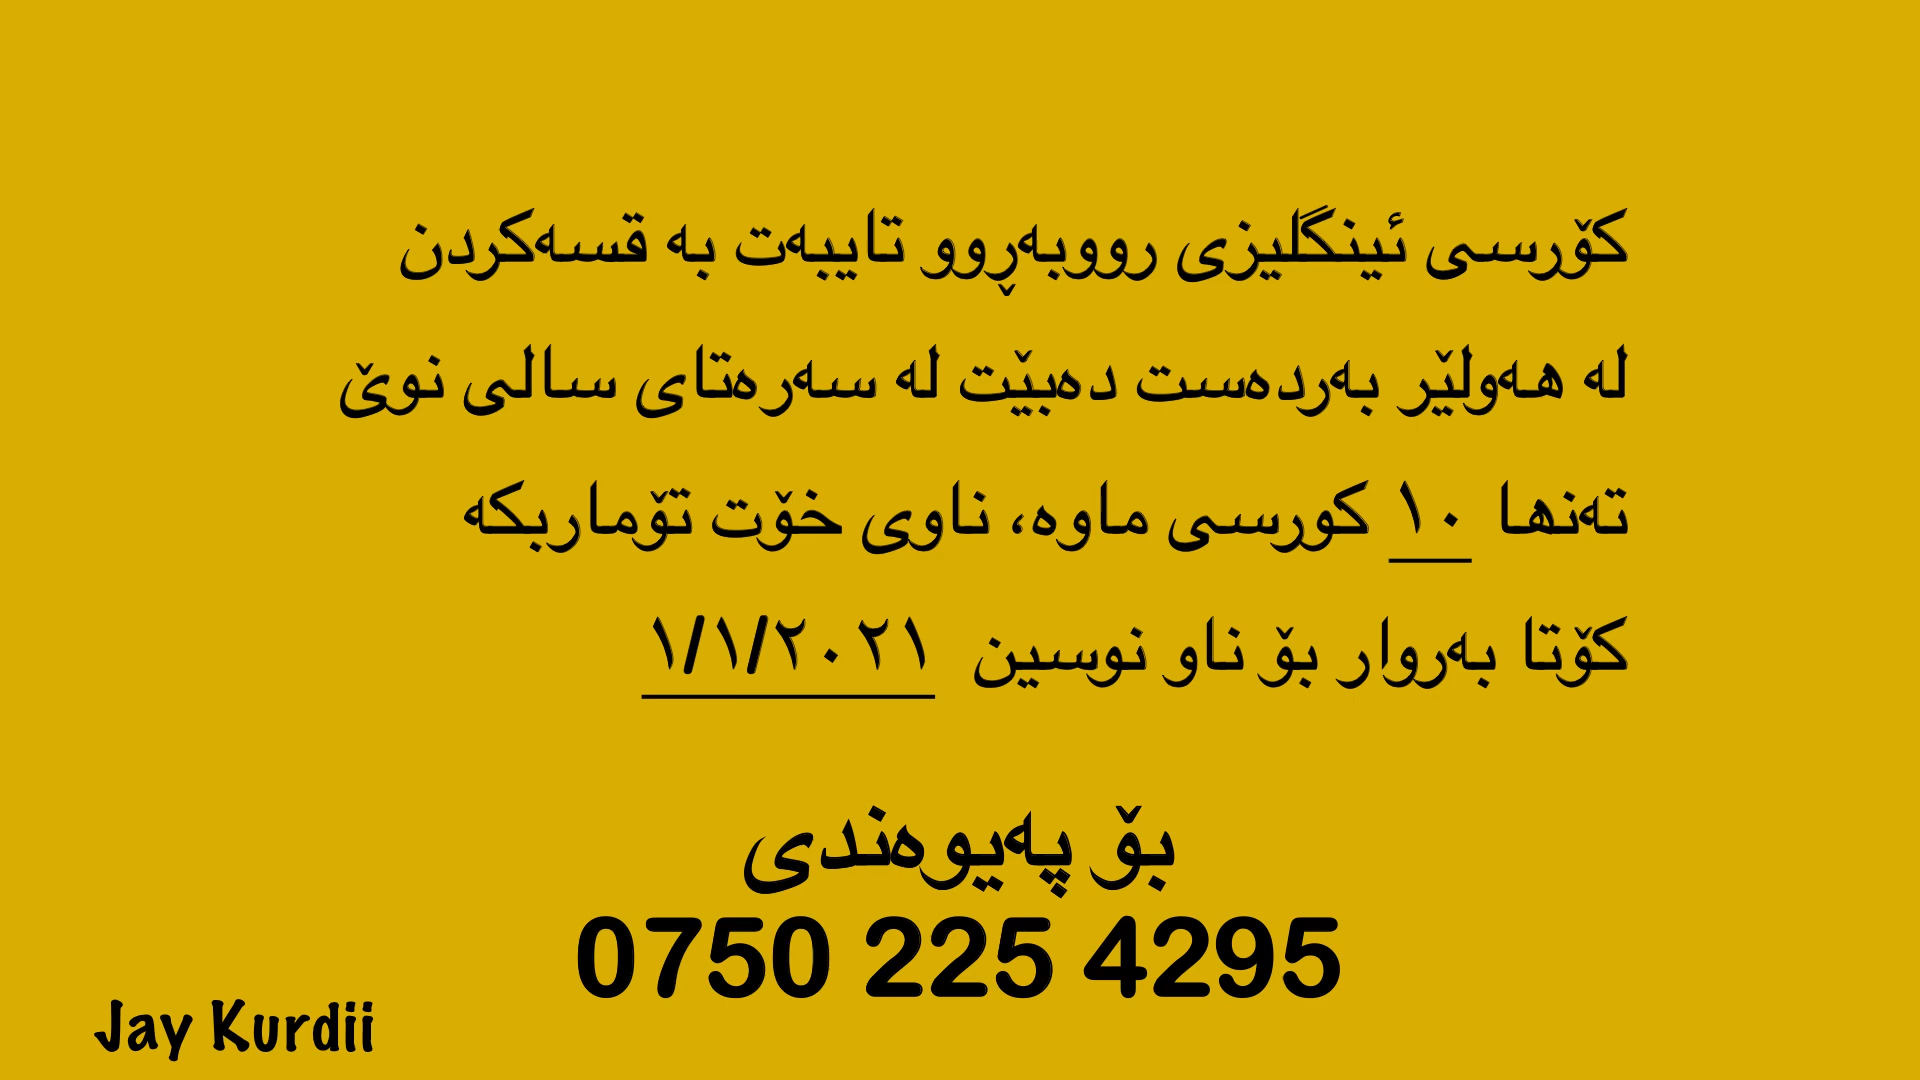 کۆرسی ئینگلیزی رووبەڕوو تایبەت بە قسەکردن
لە هەولێر بەردەست دەبێت لە سەرەتای سالی نوێ
تەنها ١٠ کورسی ماوە، ناوی خۆت تۆماربکە
کۆتا بەروار بۆ ناو نوسین ١/١/٢٠٢١
بۆ پەیوەندی
0750 225 4295
Jay Kurdii